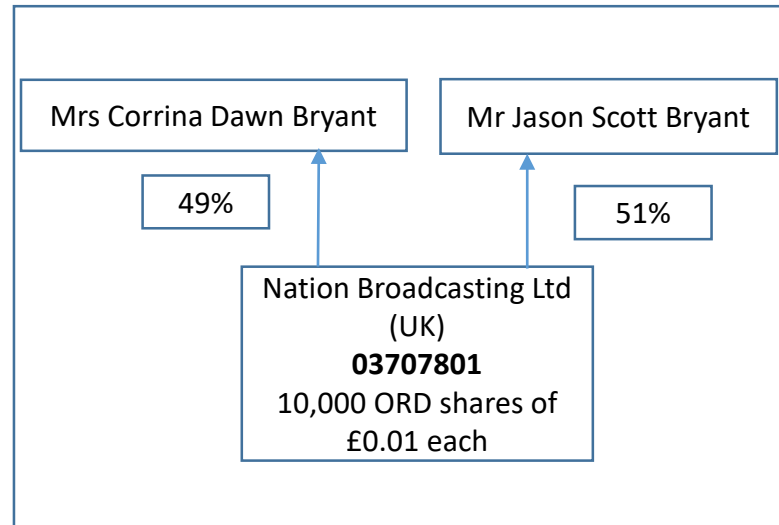 Mrs Corrina Dawn Bryant
Mr Jason Scott Bryant
49%
51%
Nation Broadcasting Ltd
(UK)
03707801
10,000 ORD shares of
£0.01 each